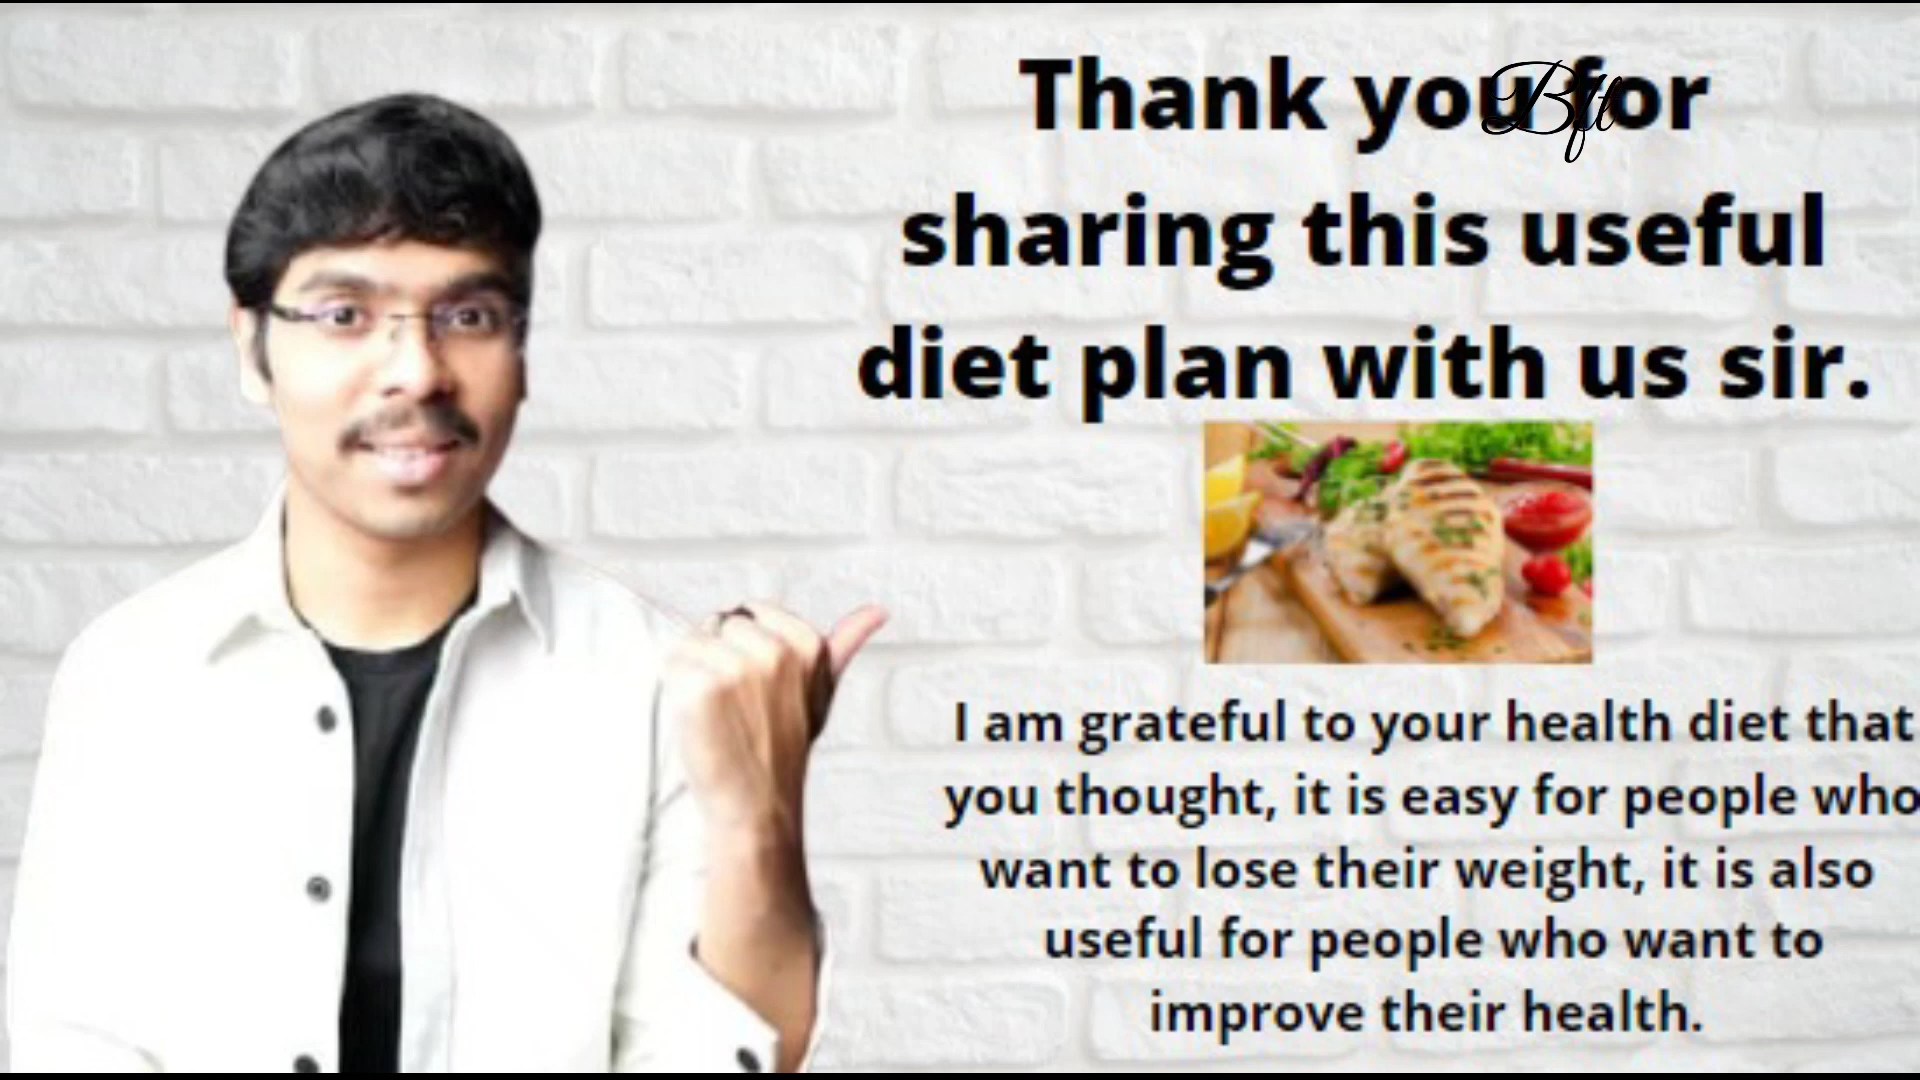 Thank you for
sharing this useful
diet plan with us sir.
I am grateful to your health diet that
you thought, it is easy for people who
want to lose their weight, it is also
useful for people who want to
improve their health.